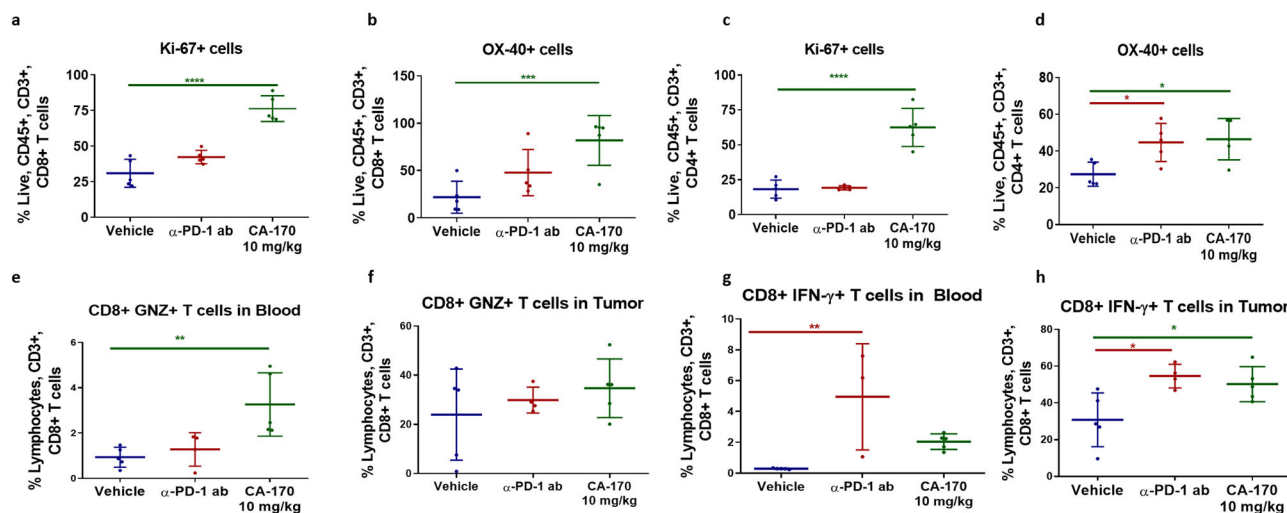 a
Ki-67+ cells
% Live, CD45+, CD3+,
CD8+ T cells
100
75
50
25
0
****
Vehicle
α-PD-1 ab
CA-170
10 mg/kg
b
OX-40+ cells
% Live, CD45+, CD3+,
CD8+ T cells
150
100
50
0
***
Vehicle
α-PD-1 ab
CA-170
10 mg/kg
c
Ki-67+ cells
% Live, CD45+, CD3+,
CD4+ T cells
100
75
50
25
0
****
Vehicle
α-PD-1 ab
CA-170
10 mg/kg
d
OX-40+ cells
% Live, CD45+, CD3+,
CD4+ T cells
80
60
40
20
0
*
*
Vehicle
α-PD-1 ab
CA-170
10 mg/kg
e
CD8+ GNZ+ T cells in Blood
% Lymphocytes, CD3+,
CD8+ T cells
6
4
2
0
**
Vehicle
α-PD-1 ab
CA-170
10 mg/kg
f
CD8+ GNZ+ T cells in Tumor
% Lymphocytes, CD3+,
CD8+ T cells
60
40
20
0
Vehicle
α-PD-1 ab
CA-170
10 mg/kg
g
CD8+ IFN-γ+ T cells in Blood
% Lymphocytes, CD3+,
CD8+ T cells
10
8
6
4
2
0
**
Vehicle
α-PD-1 ab
CA-170
10 mg/kg
h
CD8+ IFN-γ+ T cells in Tumor
% Lymphocytes, CD3+,
CD8+ T cells
80
60
40
20
0
*
*
Vehicle
α-PD-1 ab
CA-170
10 mg/kg